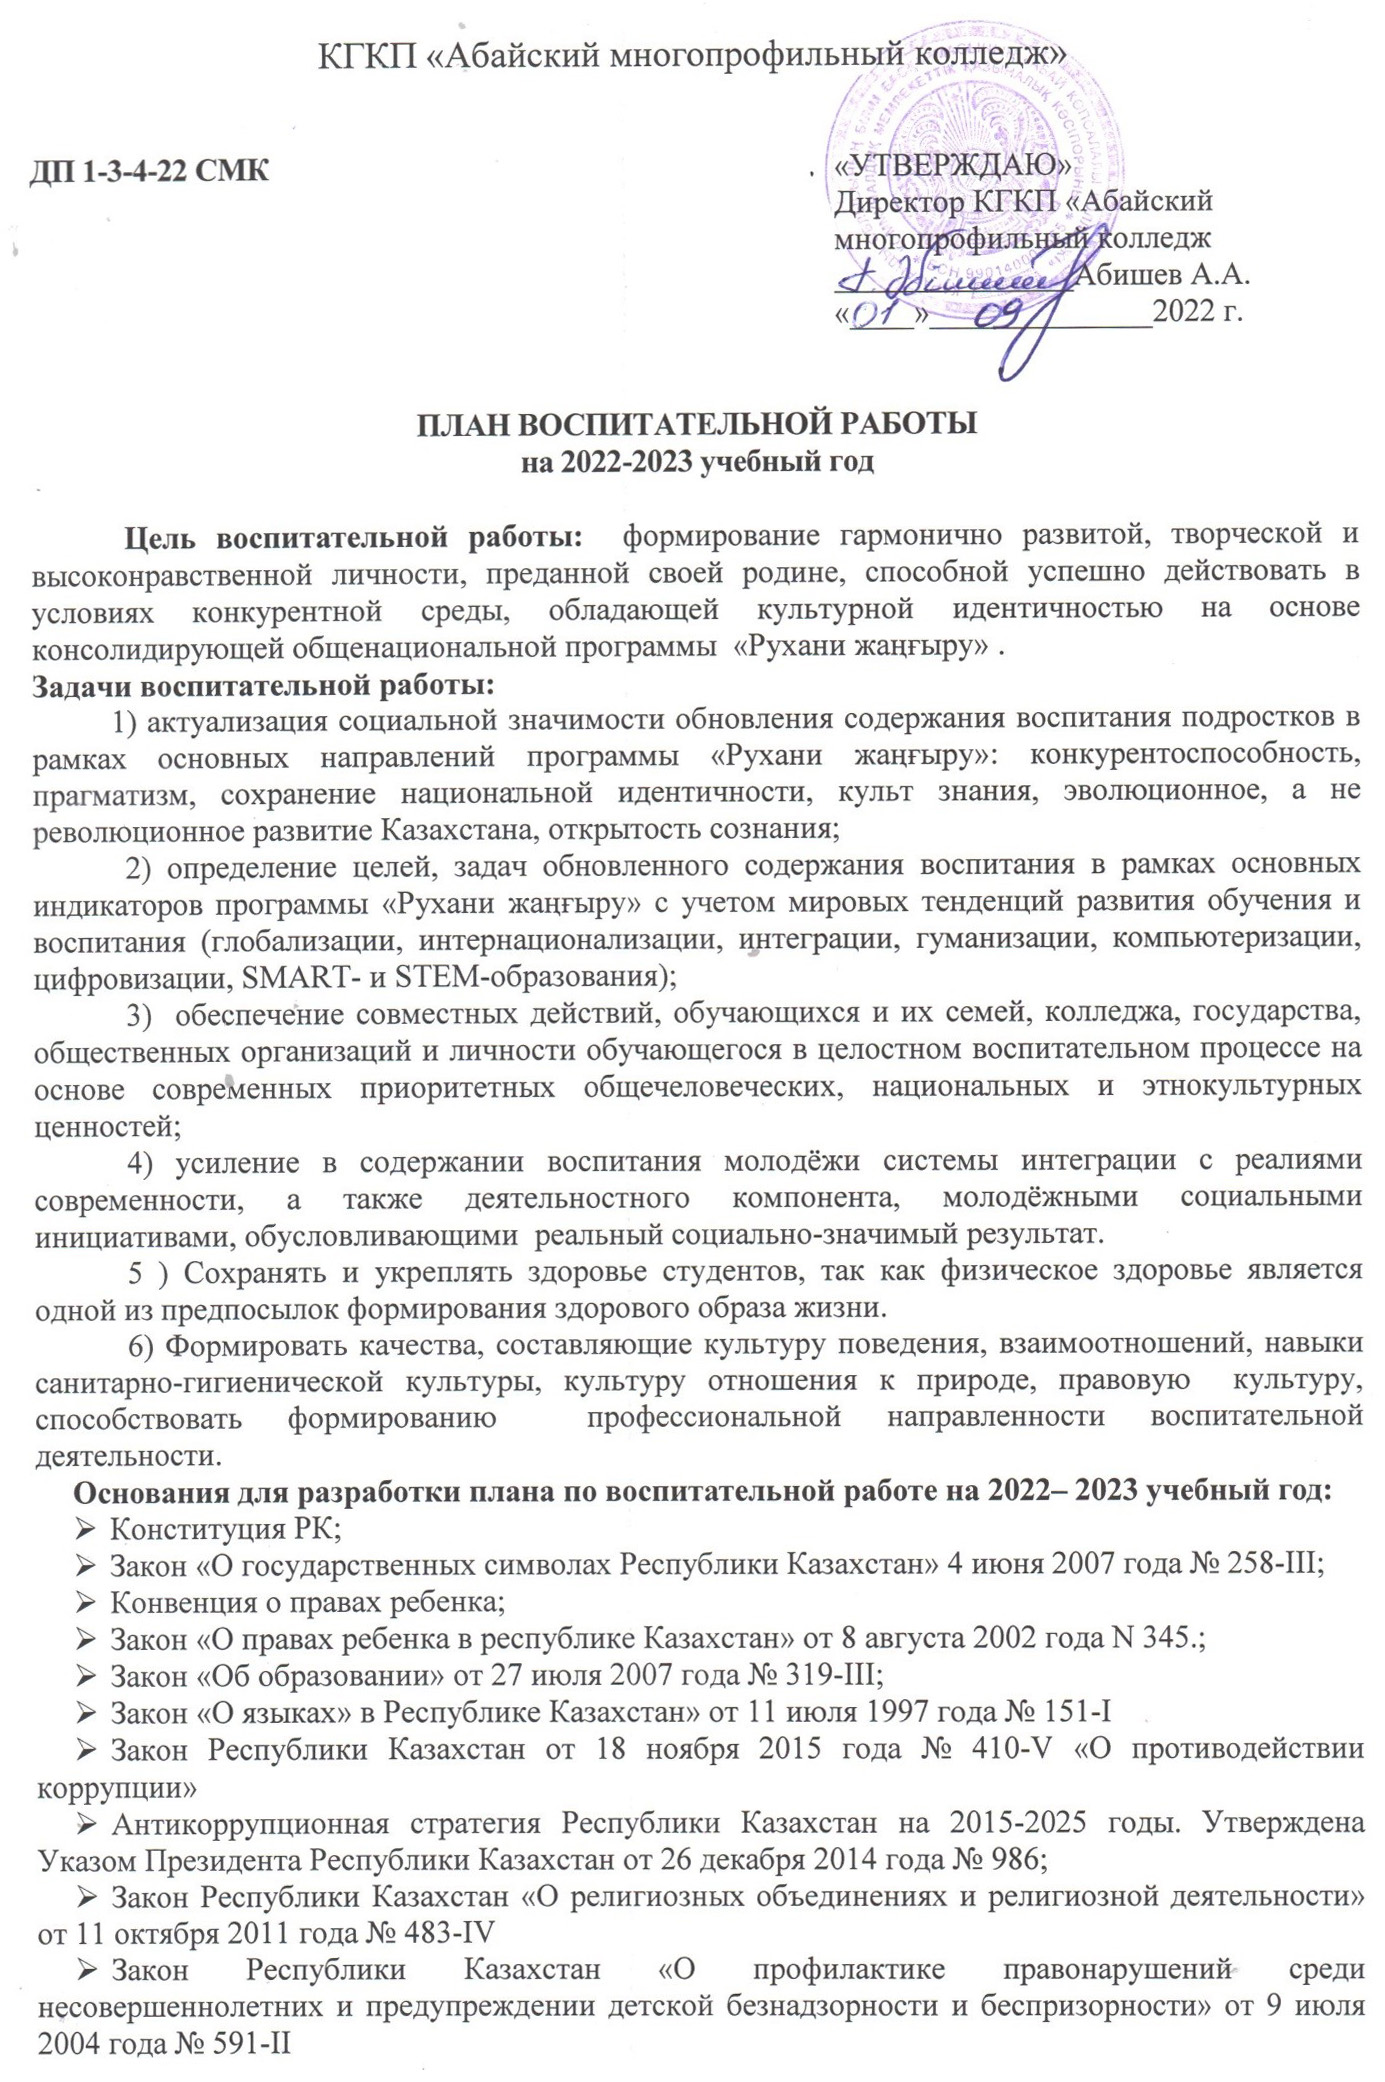 КГКП «Абайский многопрофильный колледж»
ДП 1-3-4-22 СМК
«УТВЕРЖДАЮ»
Директор КГКП «Абайский
многопрофильный колледж
Абишев А.А.
«01» 09 2022 г.
ПЛАН ВОСПИТАТЕЛЬНОЙ РАБОТЫ
на 2022-2023 учебный год
Цель воспитательной работы: формирование гармонично развитой, творческой и
высоконравственной личности, преданной своей родине, способной успешно действовать в
условиях конкурентной среды, обладающей культурной идентичностью на основе
консолидирующей общенациональной программы «Рухани жаңғыру» .
Задачи воспитательной работы:
1) актуализация социальной значимости обновления содержания воспитания подростков в
рамках основных направлений программы «Рухани жаңғыру»: конкурентоспособность,
прагматизм, сохранение национальной идентичности, культ знания, эволюционное, а не
революционное развитие Казахстана, открытость сознания;
2) определение целей, задач обновленного содержания воспитания в рамках основных
индикаторов программы «Рухани жаңғыру» с учетом мировых тенденций развития обучения и
воспитания (глобализации, интернационализации, интеграции, гуманизации, компьютеризации,
цифровизации, SMART- и STEM-образования);
3) обеспечение совместных действий, обучающихся и их семей, колледжа, государства,
общественных организаций и личности обучающегося в целостном воспитательном процессе на
основе современных приоритетных общечеловеческих, национальных и этнокультурных
ценностей;
4) усиление в содержании воспитания молодёжи системы интеграции с реалиями
современности, а также деятельностного компонента, молодёжными социальными
инициативами, обусловливающими реальный социально-значимый результат.
5 ) Сохранять и укреплять здоровье студентов, так как физическое здоровье является
одной из предпосылок формирования здорового образа жизни.
6) Формировать качества, составляющие культуру поведения, взаимоотношений, навыки
санитарно-гигиенической культуры, культуру отношения к природе, правовую культуру,
способствовать формированию профессиональной направленности воспитательной
деятельности.
Основания для разработки плана по воспитательной работе на 2022– 2023 учебный год:
➢ Конституция РК;
➢ Закон «О государственных символах Республики Казахстан» 4 июня 2007 года № 258-III;
➢ Конвенция о правах ребенка;
➢ Закон «О правах ребенка в республике Казахстан» от 8 августа 2002 года N 345.;
➢ Закон «Об образовании» от 27 июля 2007 года № 319-III;
➢ Закон «О языках» в Республике Казахстан» от 11 июля 1997 года № 151-I
➢ Закон Республики Казахстан от 18 ноября 2015 года № 410-V «О противодействии
коррупции»
➢ Антикоррупционная стратегия Республики Казахстан на 2015-2025 годы. Утверждена
Указом Президента Республики Казахстан от 26 декабря 2014 года № 986;
➢ Закон Республики Казахстан «О религиозных объединениях и религиозной деятельности»
от 11 октября 2011 года № 483-IV
➢ Закон Республики Казахстан «О профилактике правонарушений среди
несовершеннолетних и предупреждении детской безнадзорности и беспризорности» от 9 июля
2004 года № 591-II